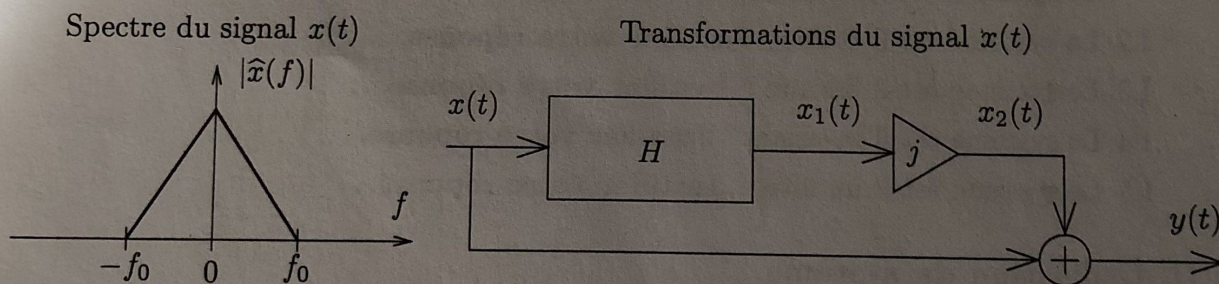 Spectre du signal x(t)
Transformations du signal x(t)
|x̂(f)|
x(t)
H
x₁(t)
j
x₂(t)
f
y(t)
−f₀
0
f₀
+